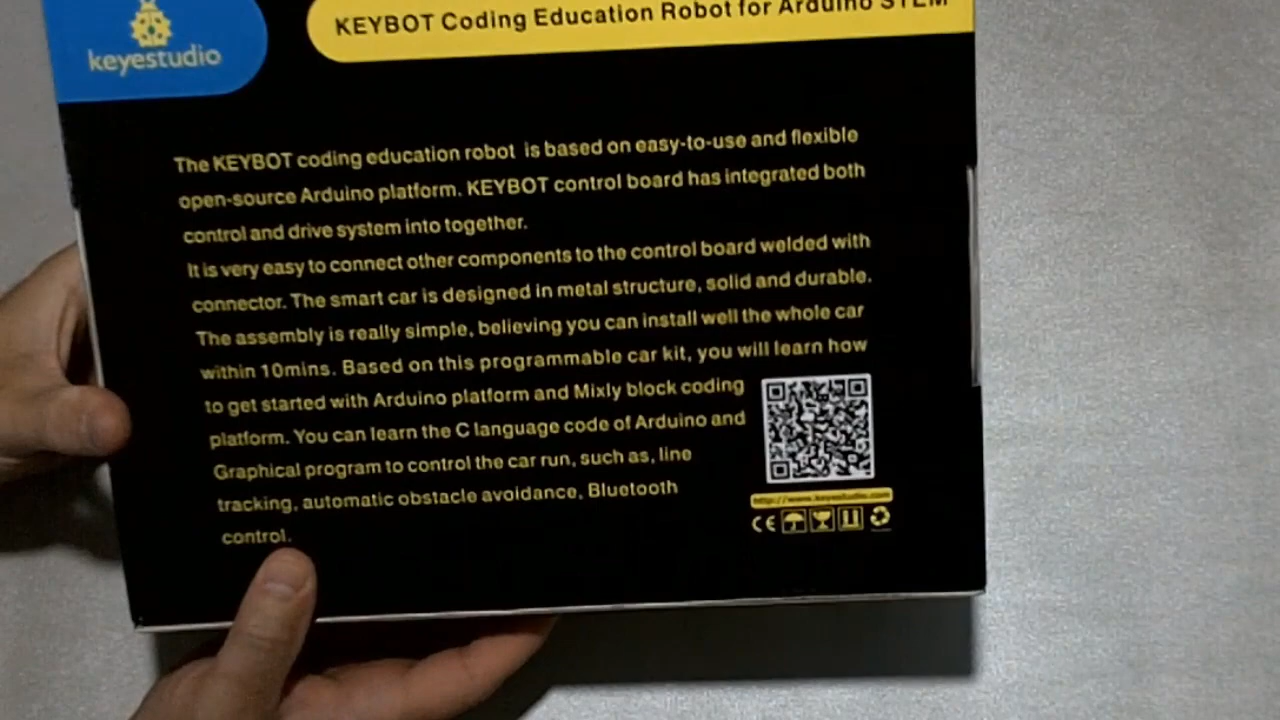 keyestudio
KEYBOT Coding Education Robot for Arduino STEM
The KEYBOT coding education robot is based on easy-to-use and flexible
open-source Arduino platform. KEYBOT control board has integrated both
control and drive system into together.
It is very easy to connect other components to the control board welded with
connector. The smart car is designed in metal structure, solid and durable.
The assembly is really simple, believing you can install well the whole car
within 10mins. Based on this programmable car kit, you will learn how
to get started with Arduino platform and Mixly block coding
platform. You can learn the C language code of Arduino and
Graphical program to control the car run, such as, line
tracking, automatic obstacle avoidance, Bluetooth
control.
http://www.keyestudio.com
CE